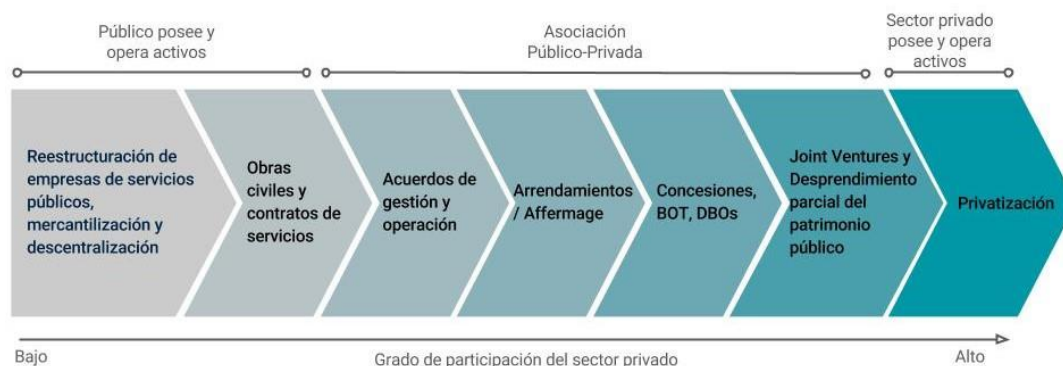 Público posee y
opera activos
Asociación
Público-Privada
Sector privado
posee y opera
activos
Reestructuración de
empresas de servicios
públicos,
mercantilización y
descentralización
Obras
civiles y
contratos de
servicios
Acuerdos de
gestión y
operación
Arrendamientos
/ Affermage
Concesiones,
BOT, DBOs
Joint Ventures y
Desprendimiento
parcial del
patrimonio
público
Privatización
Bajo
Grado de participación del sector privado
Alto